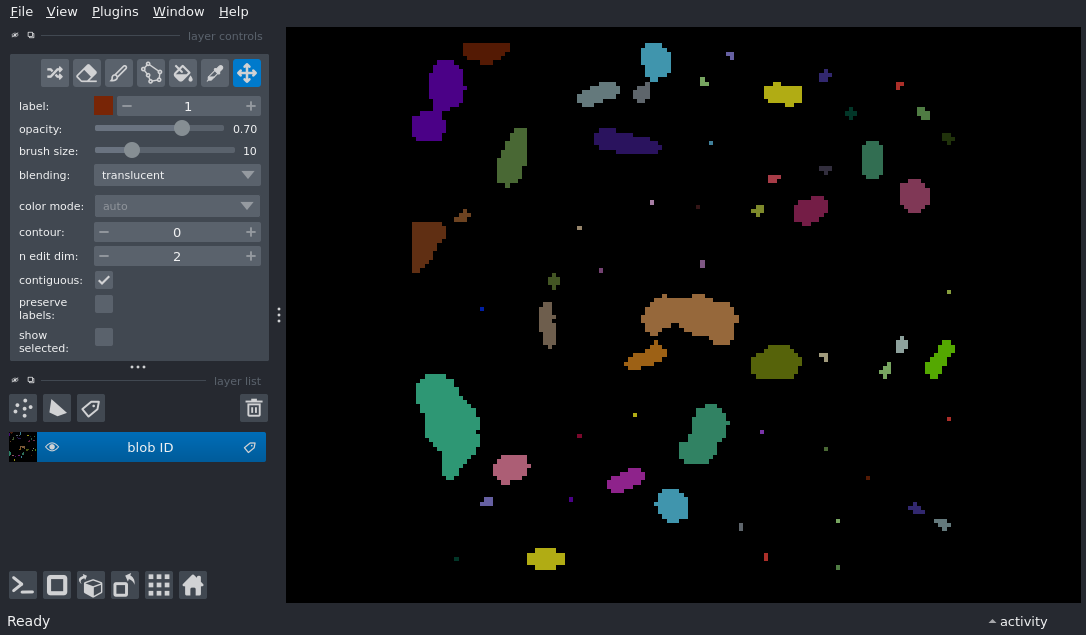 File View Plugins Window Help
layer controls
label: 1
opacity: 0.70
brush size: 10
blending: translucent
color mode: auto
contour: 0
n edit dim: 2
contiguous:
preserve
labels:
show
selected:
layer list
blob ID
Ready
activity